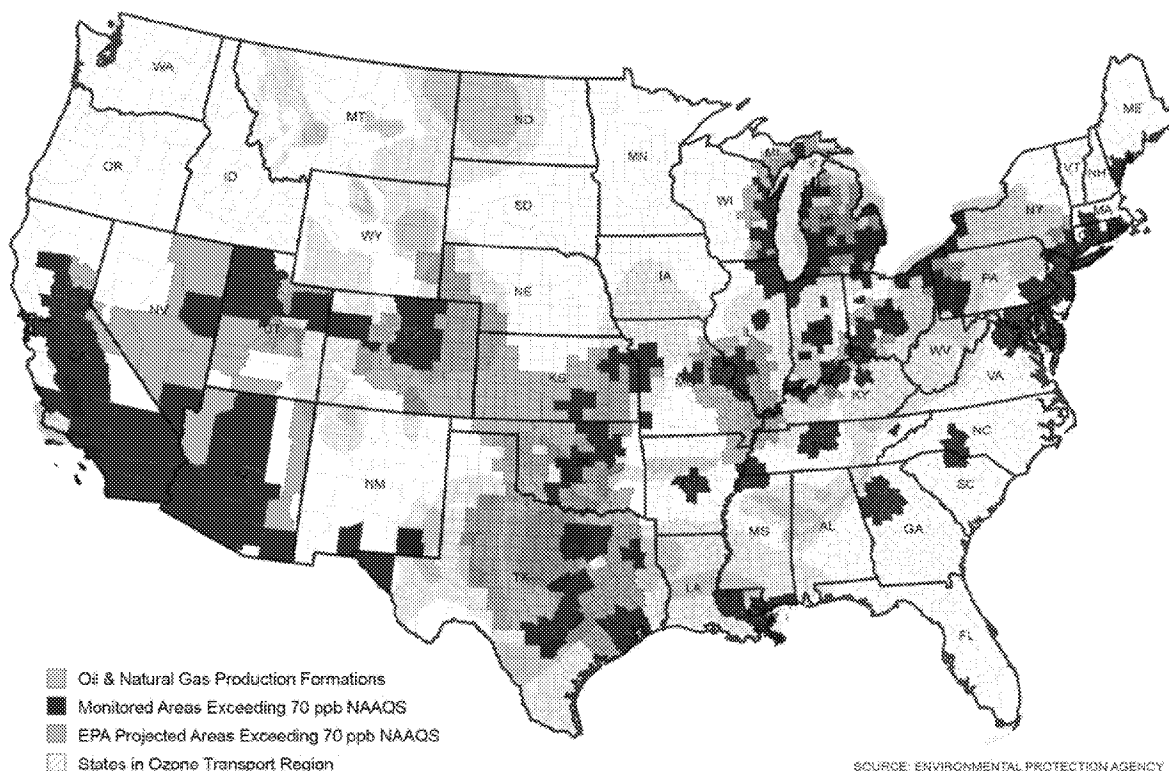 WA
OR
ID
MT
ND
SD
WY
NE
MN
WI
IA
ME
VT
NH
MA
NY
PA
NV
UT
KS
KY
WV
VA
NM
NC
SC
MS
AL
GA
LA
FL
Oil & Natural Gas Production Formations
Monitored Areas Exceeding 70 ppb NAAQS
EPA Projected Areas Exceeding 70 ppb NAAQS
States in Ozone Transport Region
SOURCE: ENVIRONMENTAL PROTECTION AGENCY